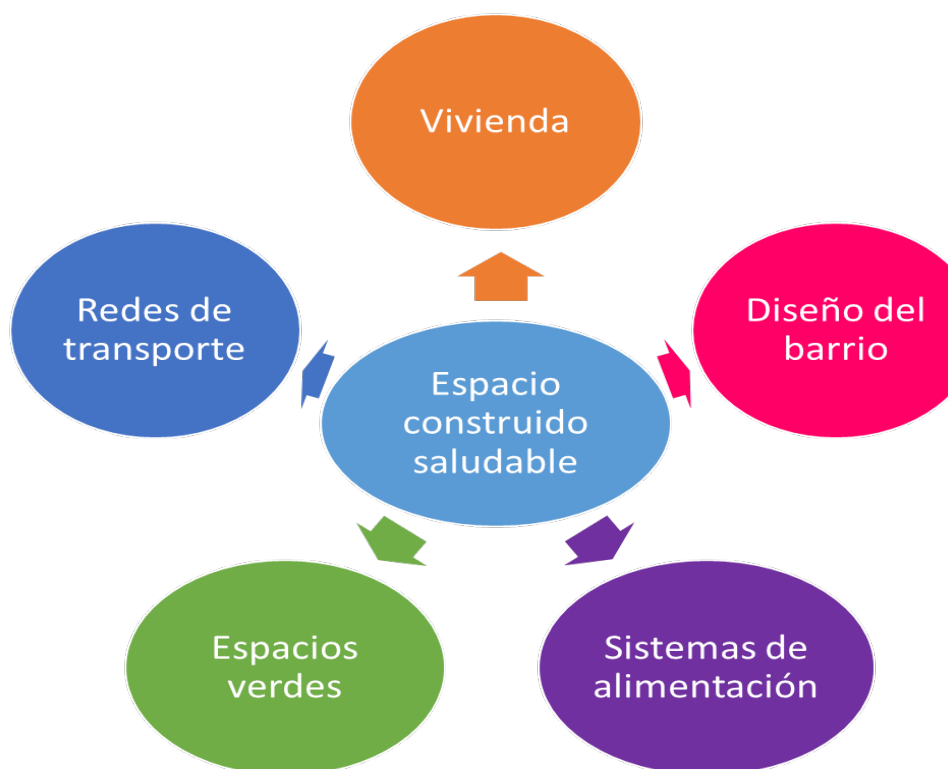 Vivienda
Redes de
transporte
Diseño del
barrio
Espacio
construido
saludable
Espacios
verdes
Sistemas de
alimentación